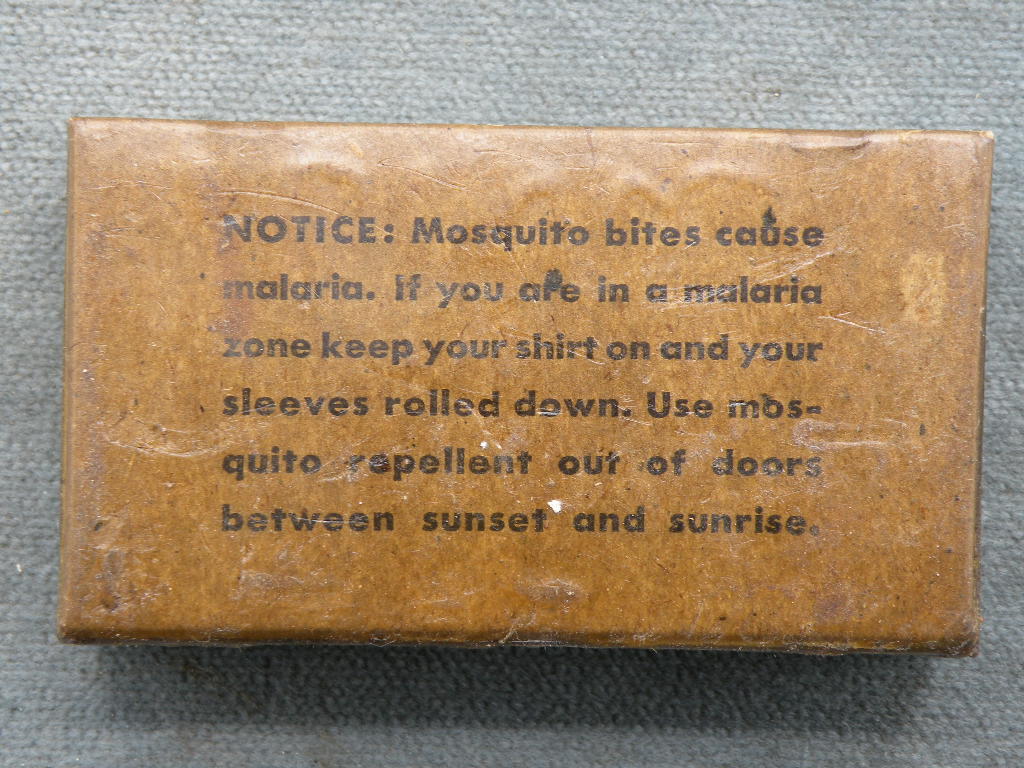 NOTICE: Mosquito bites cause
malaria. If you are in a malaria
zone keep your shirt on and your
sleeves rolled down. Use mos-
quito repellent out of doors
between sunset and sunrise.